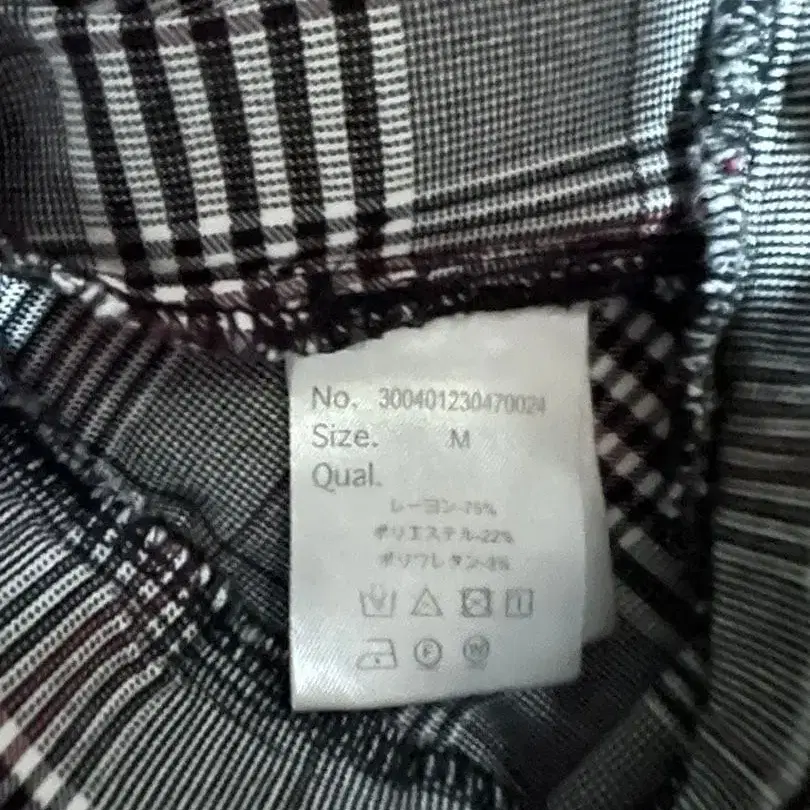 No. 300401230470024
Size. M
Qual.
レーヨン-75%
ポリエステル-22%
ポリウレタン-3%
F
W